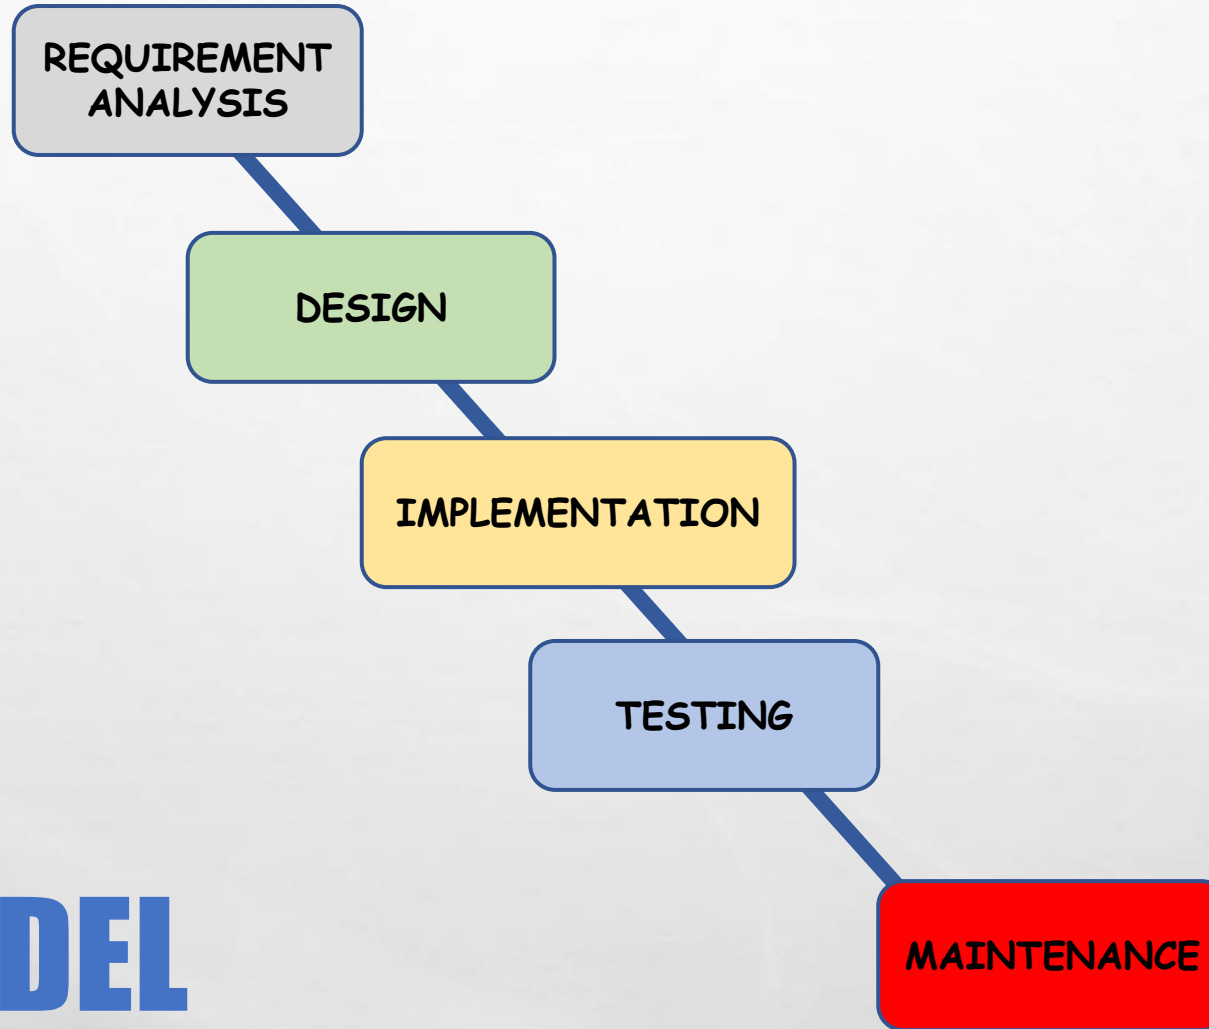 REQUIREMENT
ANALYSIS
DESIGN
IMPLEMENTATION
TESTING
MAINTENANCE
DEL